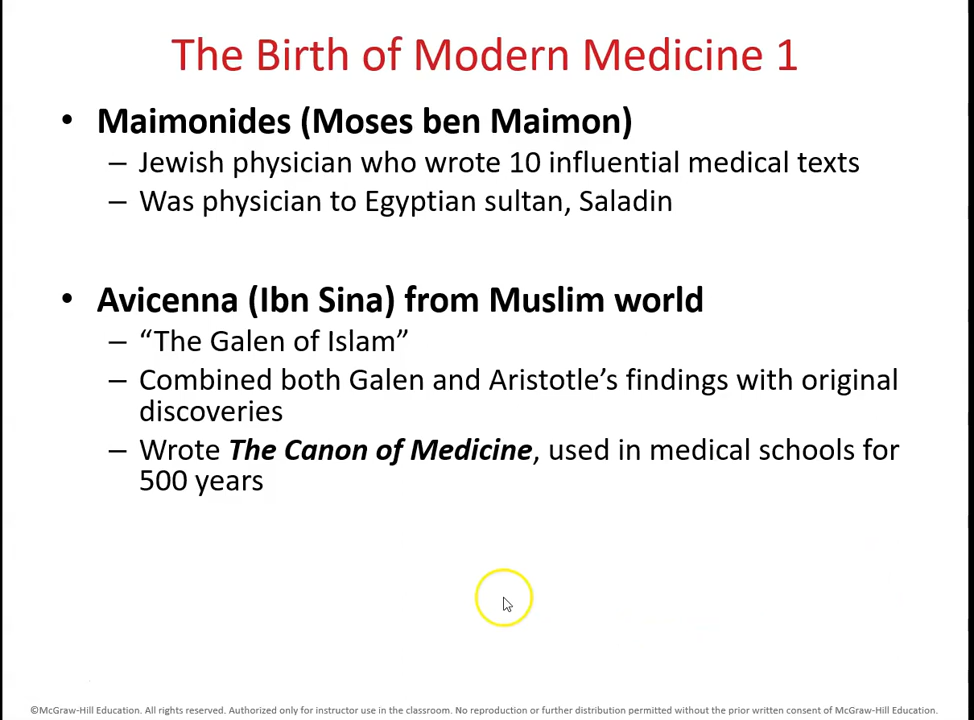 The Birth of Modern Medicine 1
• Maimonides (Moses ben Maimon)
– Jewish physician who wrote 10 influential medical texts
– Was physician to Egyptian sultan, Saladin
• Avicenna (Ibn Sina) from Muslim world
– “The Galen of Islam”
– Combined both Galen and Aristotle’s findings with original
discoveries
– Wrote The Canon of Medicine, used in medical schools for
500 years
©McGraw-Hill Education. All rights reserved. Authorized only for instructor use in the classroom. No reproduction or further distribution permitted without the prior written consent of McGraw-Hill Education.